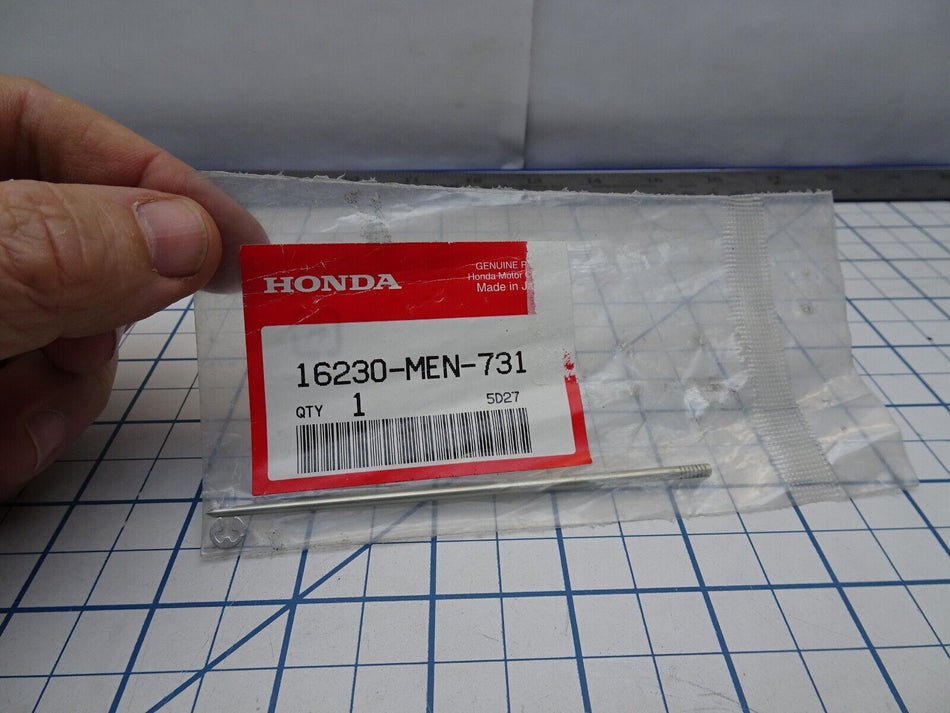 HONDA
GENUINE
Honda Motor
Made in
16230-MEN-731
QTY 1
5D27